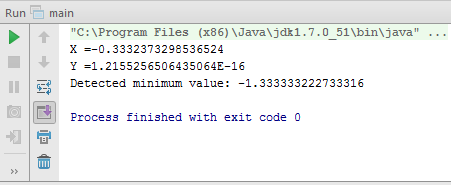 Run main
"C:\Program Files (x86)\Java\jdk1.7.0_51\bin\java" ...
X =-0.3332373298536524
Y =1.2155256506435064E-16
Detected minimum value: -1.333333222733316
Process finished with exit code 0